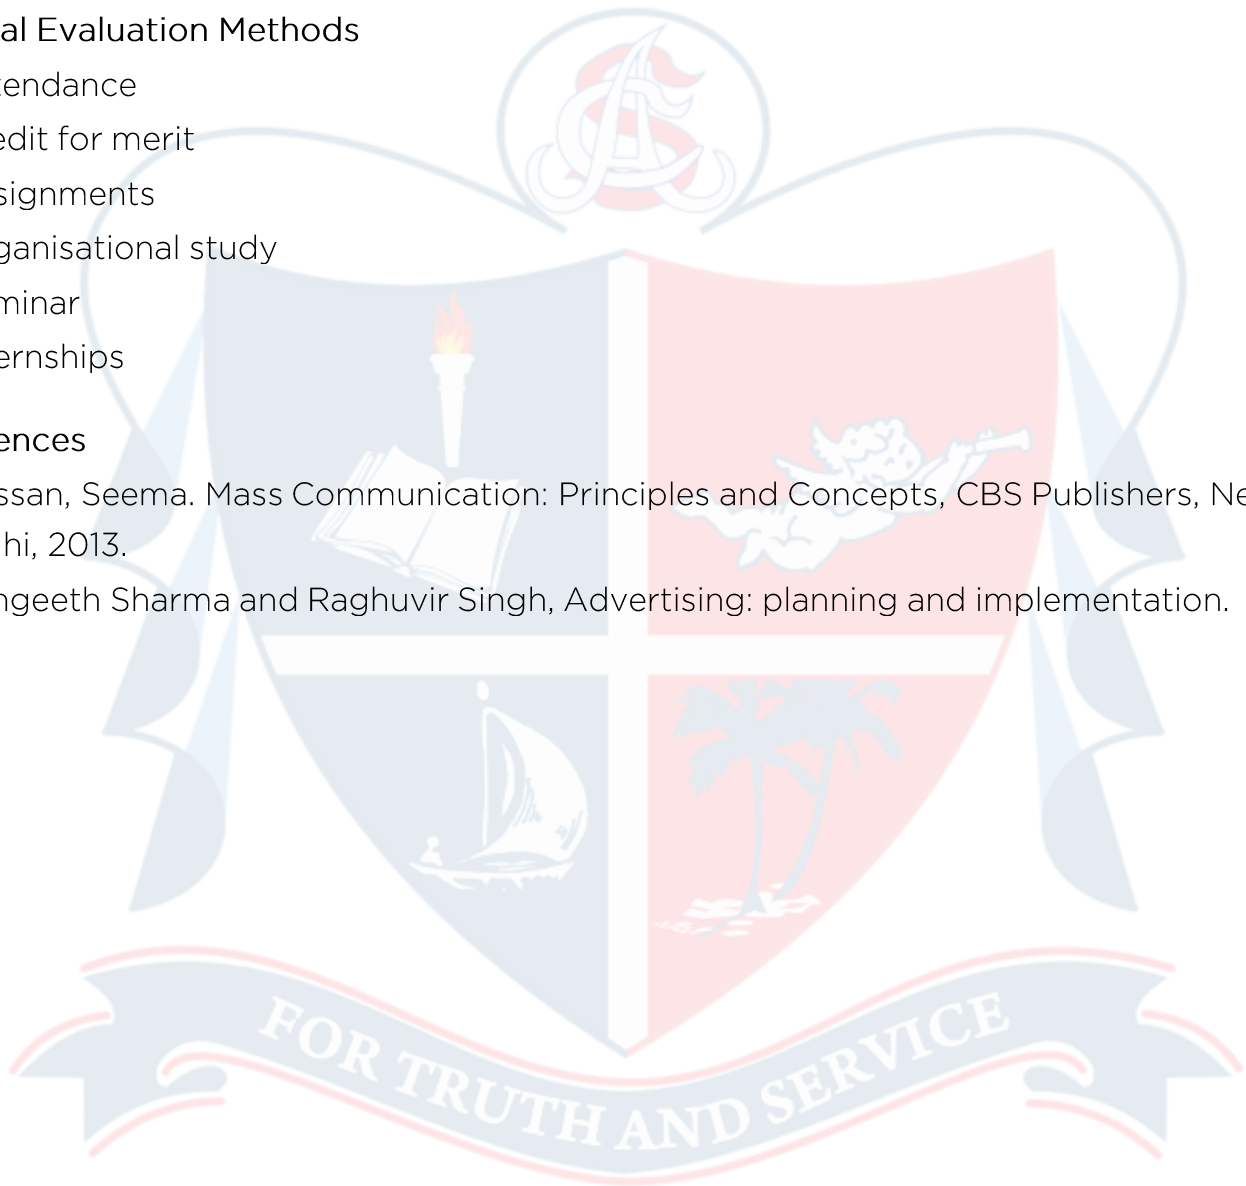 al Evaluation Methods
tendance
edit for merit
signments
ganisational study
minar
ernships
ences
ssan, Seema. Mass Communication: Principles and Concepts, CBS Publishers, Ne
hi, 2013.
ngeeth Sharma and Raghuvir Singh, Advertising: planning and implementation.
FOR TRUTH AND SERVICE